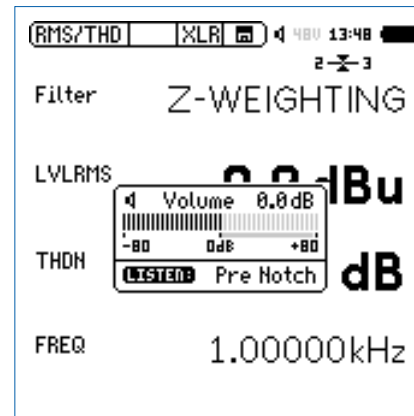 RMS/THD XLR 48V 13:48
2 3
Filter Z-WEIGHTING
LVLRMS dBu
Volume 0.0dB
-80 0dB +80
LISTEN: Pre Notch
THDN dB
FREQ 1.00000kHz